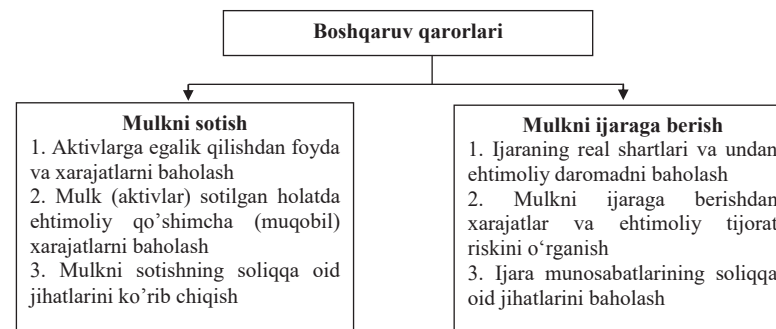 Boshqaruv qarorlari
Mulkni sotish
1. Aktivlarga egalik qilishdan foyda
va xarajatlarni baholash
2. Mulk (aktivlar) sotilgan holatda
ehtimoliy qo’shimcha (muqobil)
xarajatlarni baholash
3. Mulkni sotishning soliqqa oid
jihatlarini ko’rib chiqish
Mulkni ijaraga berish
1. Ijaraning real shartlari va undan
ehtimoliy daromadni baholash
2. Mulkni ijaraga berishdan
xarajatlar va ehtimoliy tijorat
riskini o‘rganish
3. Ijara munosabatlarining soliqqa
oid jihatlarini baholash